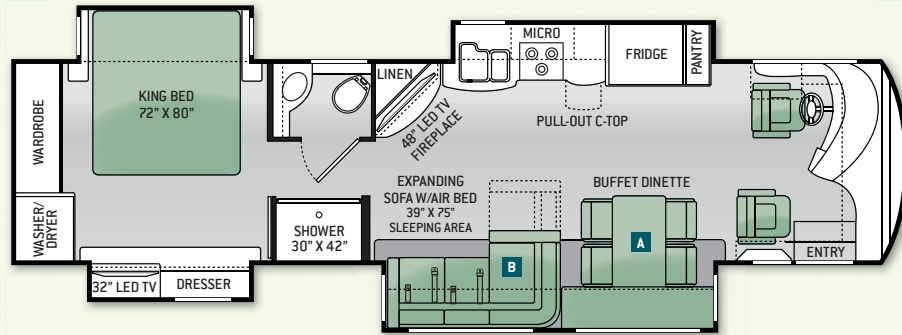 WARDROBE
WASHER/
DRYER
KING BED
72” X 80”
32” LED TV
DRESSER
SHOWER
30” X 42”
LINEN
48” LED TV
FIREPLACE
MICRO
FRIDGE
PANTRY
PULL-OUT C-TOP
EXPANDING
SOFA W/AIR BED
39” X 75”
SLEEPING AREA
B
BUFFET DINETTE
A
ENTRY